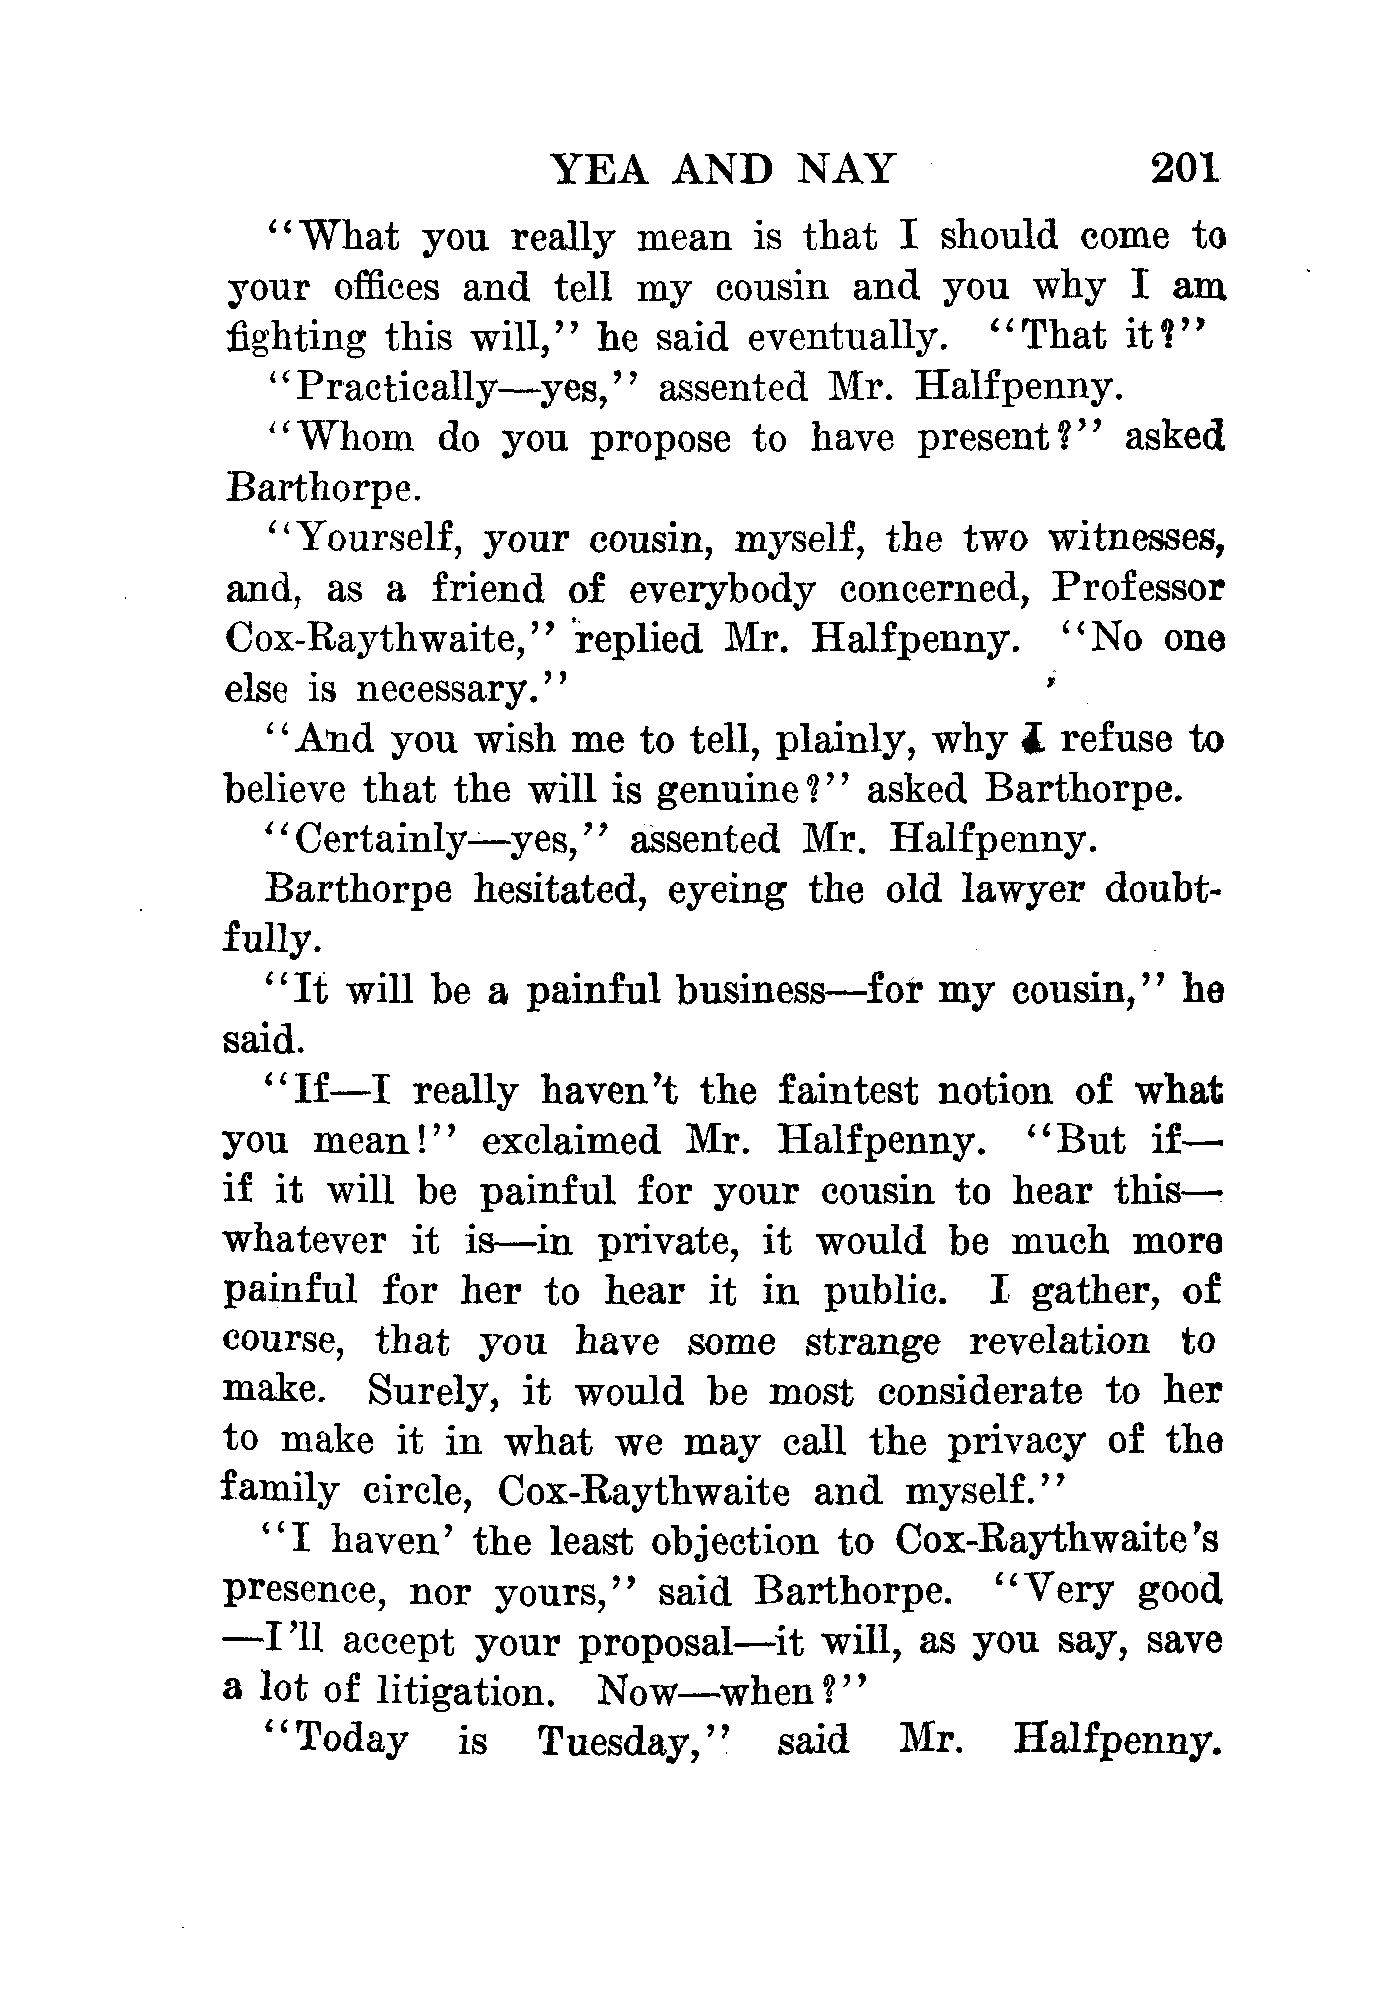 YEA AND NAY 201
"What you really mean is that I should come to
your offices and tell my cousin and you why I am
fighting this will," he said eventually. "That it?"
"Practically—yes," assented Mr. Halfpenny.
"Whom do you propose to have present?" asked
Barthorpe.
"Yourself, your cousin, myself, the two witnesses,
and, as a friend of everybody concerned, Professor
Cox-Raythwaite," replied Mr. Halfpenny. "No one
else is necessary."
"And you wish me to tell, plainly, why I refuse to
believe that the will is genuine?" asked Barthorpe.
"Certainly—yes," assented Mr. Halfpenny.
Barthorpe hesitated, eyeing the old lawyer doubt-
fully.
"It will be a painful business—for my cousin," he
said.
"If—I really haven't the faintest notion of what
you mean!" exclaimed Mr. Halfpenny. "But if—
if it will be painful for your cousin to hear this—
whatever it is—in private, it would be much more
painful for her to hear it in public. I gather, of
course, that you have some strange revelation to
make. Surely, it would be most considerate to her
to make it in what we may call the privacy of the
family circle, Cox-Raythwaite and myself."
"I haven' the least objection to Cox-Raythwaite's
presence, nor yours," said Barthorpe. "Very good
—I'll accept your proposal—it will, as you say, save
a lot of litigation. Now—when?"
"Today is Tuesday," said Mr. Halfpenny.